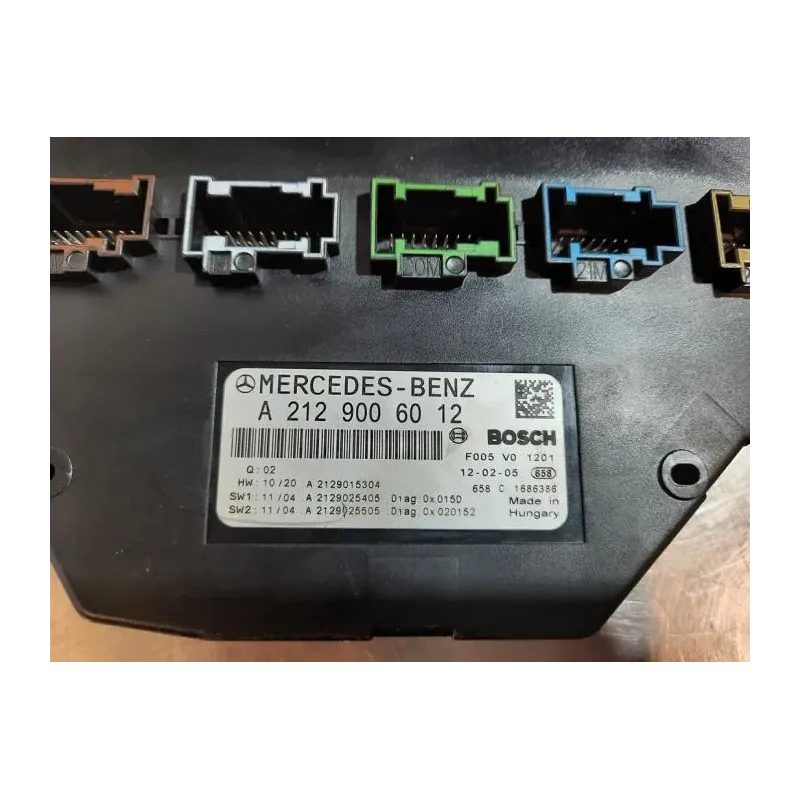 20M
21M
MERCEDES-BENZ
A 212 900 60 12
BOSCH
Q: 02
F005 V0 1201
HW: 10/20 A 2129015304
12-02-05 658
SW1: 11/04 A 2129025405 Diag 0x015D
658 C 1686386
SW2: 11/04 A 2129025505 Diag 0x020152
Made in
Hungary